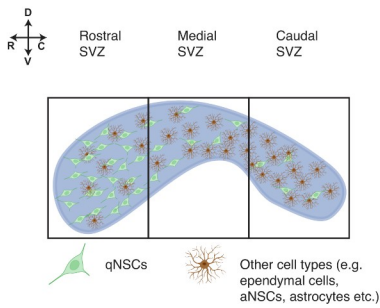 D
R C
V
Rostral SVZ
Medial SVZ
Caudal SVZ
qNSCs
Other cell types (e.g.
ependymal cells,
aNSCs, astrocytes etc.)